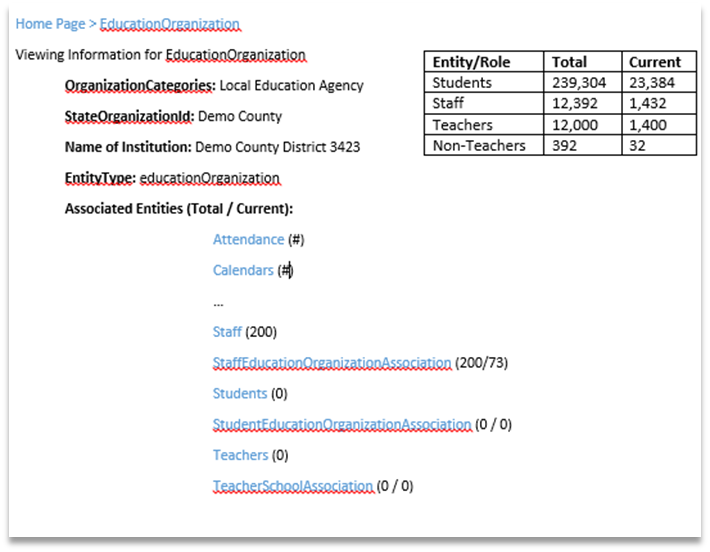 Home Page > EducationOrganization
Viewing Information for EducationOrganization
OrganizationCategories: Local Education Agency
StateOrganizationId: Demo County
Name of Institution: Demo County District 3423
EntityType: educationOrganization
Associated Entities (Total / Current):
Attendance (#)
Calendars (#)
...
Staff (200)
StaffEducationOrganizationAssociation (200/73)
Students (0)
StudentEducationOrganizationAssociation (0 / 0)
Teachers (0)
TeacherSchoolAssociation (0 / 0)
Entity/Role Total Current
Students 239,304 23,384
Staff 12,392 1,432
Teachers 12,000 1,400
Non-Teachers 392 32